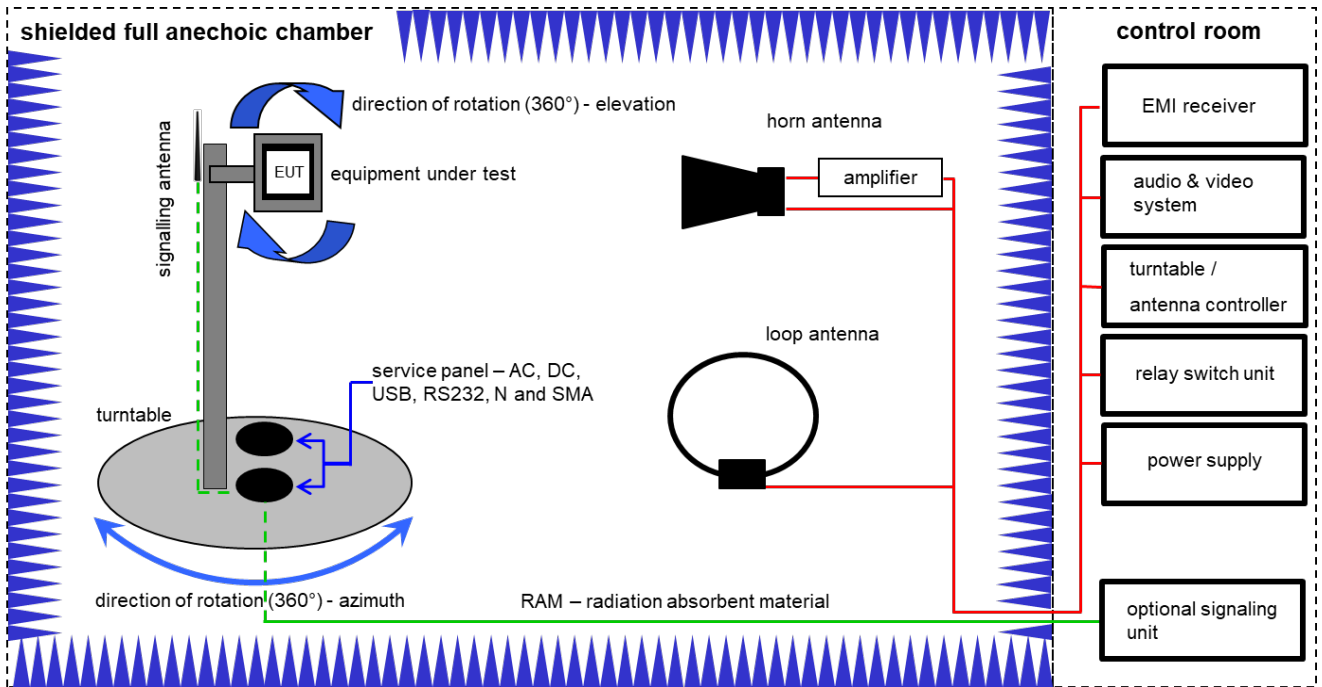 shielded full anechoic chamber
control room
direction of rotation (360°) - elevation
signalling antenna
EUT
equipment under test
horn antenna
amplifier
loop antenna
service panel – AC, DC,
USB, RS232, N and SMA
turntable
direction of rotation (360°) - azimuth
RAM – radiation absorbent material
EMI receiver
audio & video
system
turntable /
antenna controller
relay switch unit
power supply
optional signaling
unit